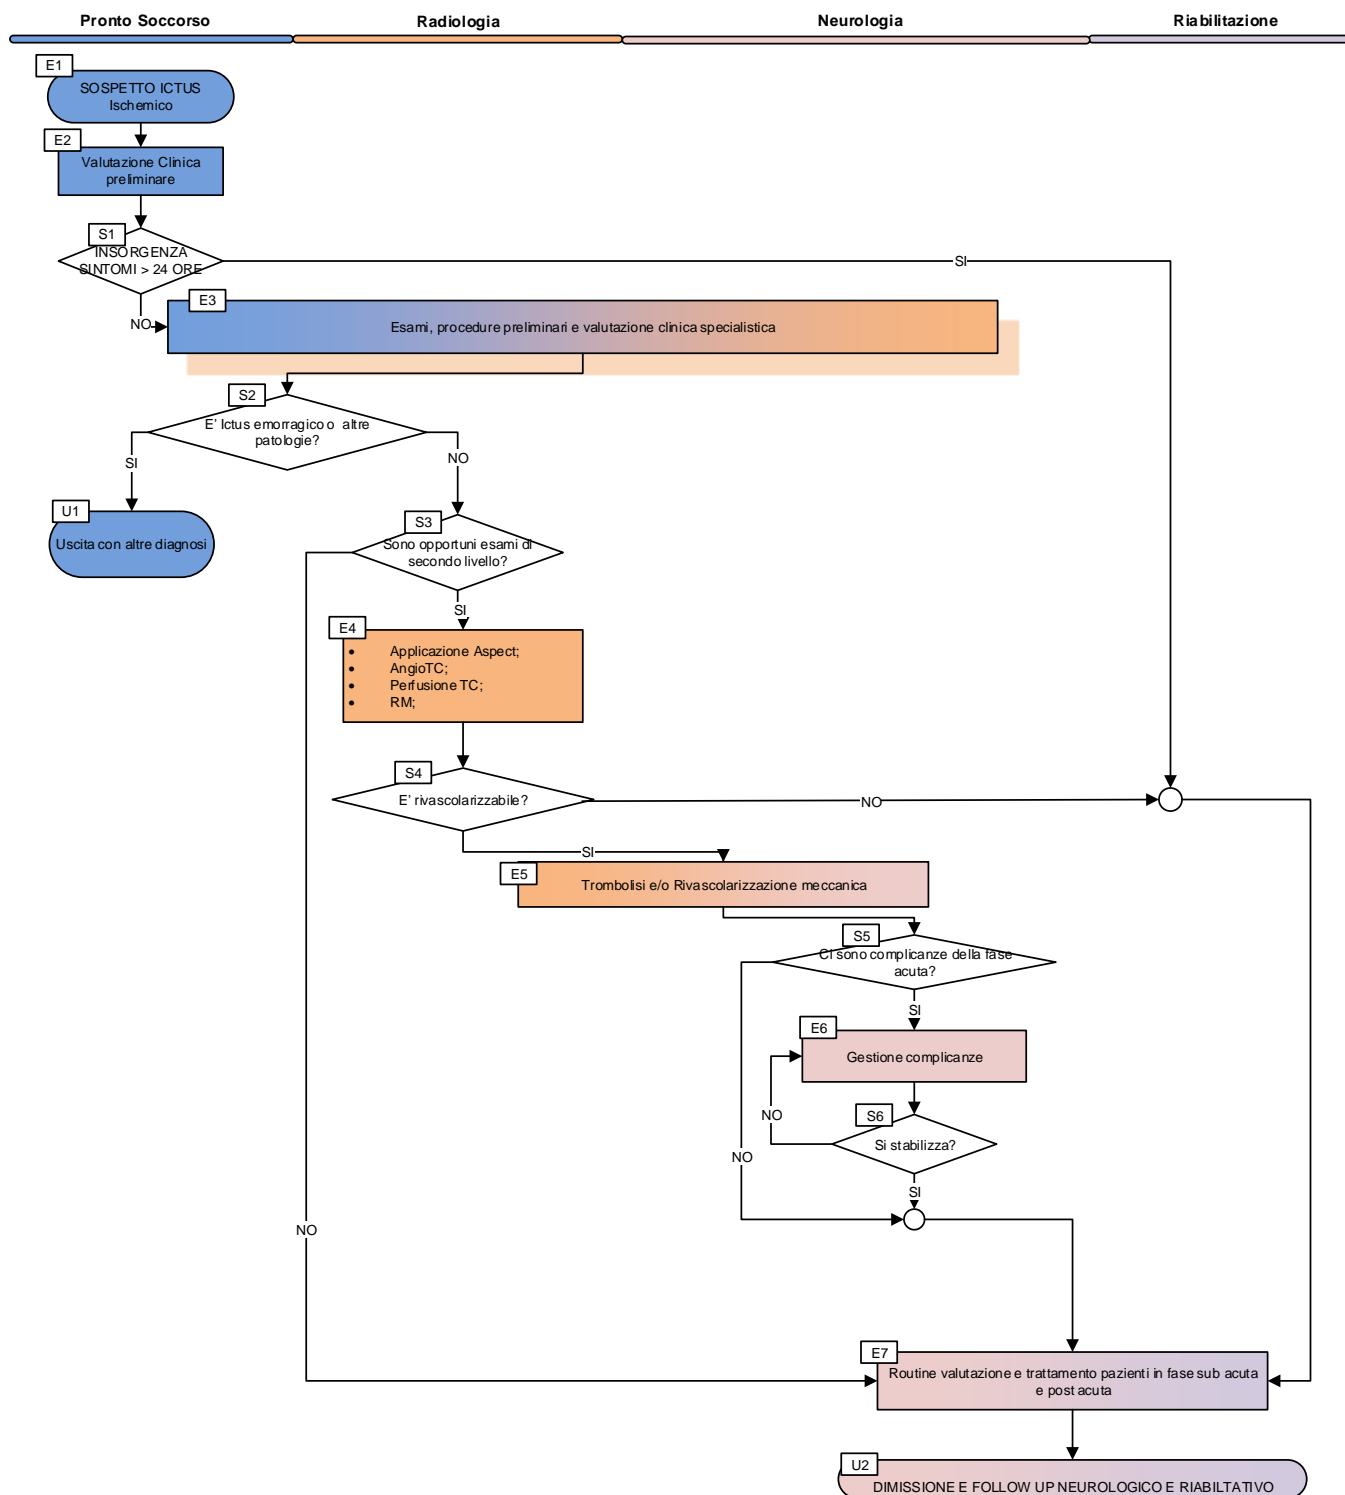 Pronto Soccorso
Radiologia
Neurologia
Riabilitazione
E1
SOSPETTO ICTUS
Ischemico
E2
Valutazione Clinica
preliminare
S1
INSORGENZA
SINTOMI > 24 ORE
SI
NO
E3
Esami, procedure preliminari e valutazione clinica specialistica
S2
E' Ictus emorragico o altre
patologie?
SI
NO
U1
Uscita con altre diagnosi
S3
Sono opportuni esami di
secondo livello?
SI
E4
• Applicazione Aspect;
• AngioTC;
• Perfusione TC;
• RM;
S4
E' rivascolarizzabile?
NO
SI
E5
Trombolisi e/o Rivascolarizzazione meccanica
S5
Ci sono complicanze della fase
acuta?
SI
E6
Gestione complicanze
NO
S6
Si stabilizza?
NO
SI
NO
E7
Routine valutazione e trattamento pazienti in fase sub acuta
e post acuta
U2
DIMISSIONE E FOLLOW UP NEUROLOGICO E RIABILTATIVO